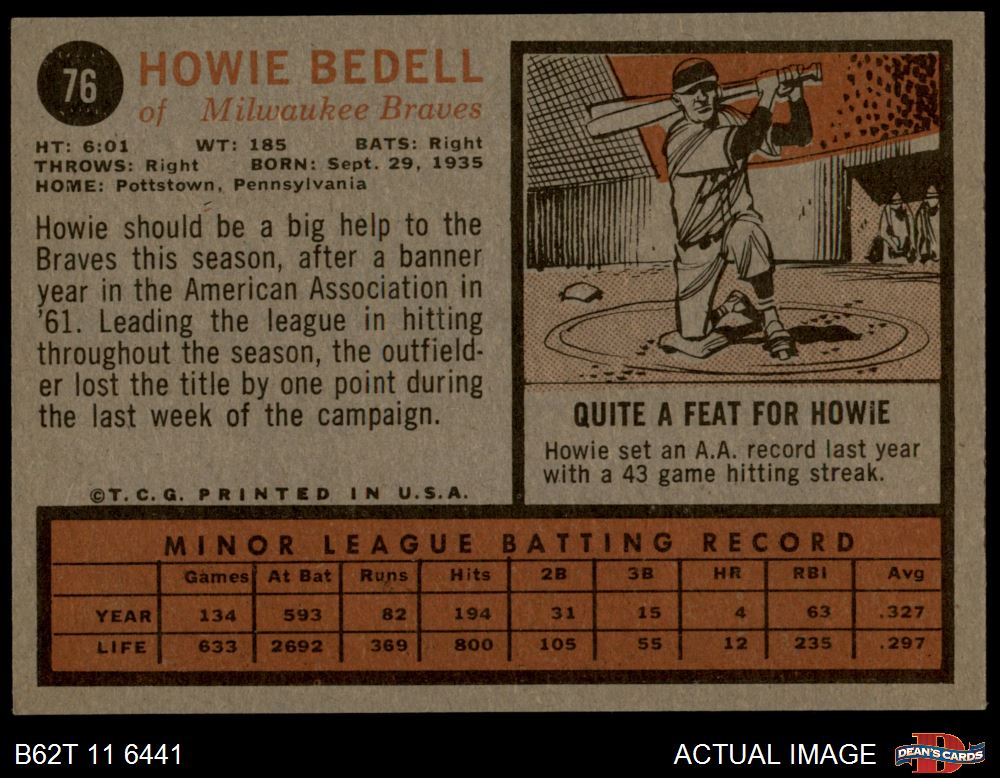 76
HOWIE BEDELL
of Milwaukee Braves
HT: 6:01 WT: 185 BATS: Right
THROWS: Right BORN: Sept. 29, 1935
HOME: Pottstown, Pennsylvania
Howie should be a big help to the
Braves this season, after a banner
year in the American Association in
'61. Leading the league in hitting
throughout the season, the outfield-
er lost the title by one point during
the last week of the campaign.
©T.C.G. PRINTED IN U.S.A.
QUITE A FEAT FOR HOWiE
Howie set an A.A. record last year
with a 43 game hitting streak.
MINOR LEAGUE BATTING RECORD
Games At Bat Runs Hits 2B 3B HR RBI Avg
YEAR 134 593 82 194 31 15 4 63 .327
LIFE 633 2692 369 800 105 55 12 235 .297
B62T 11 6441
ACTUAL IMAGE
D
DEAN'S CARDS